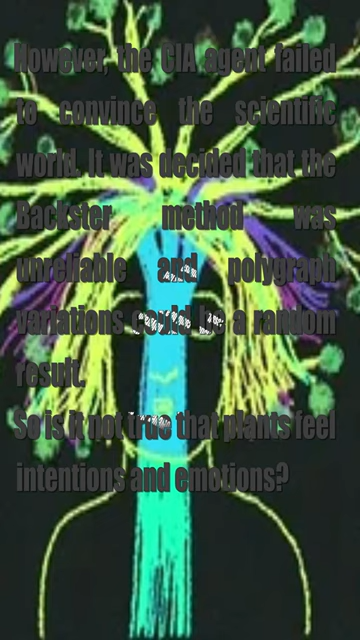 However, the CIA agent failed
to convince the scientific
world. It was decided that the
Backster method was
unreliable and polygraph
variations could be a random
result.
So is it not true that plants feel
intentions and emotions?